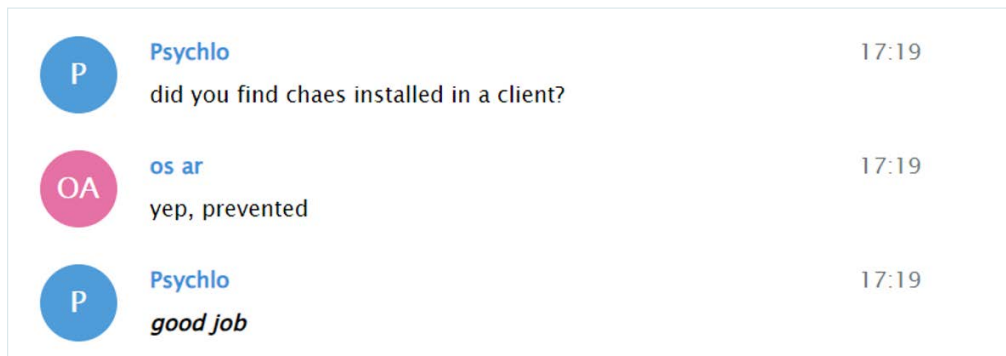 P
Psychlo 17:19
did you find chaes installed in a client?
OA
os ar 17:19
yep, prevented
P
Psychlo 17:19
good job